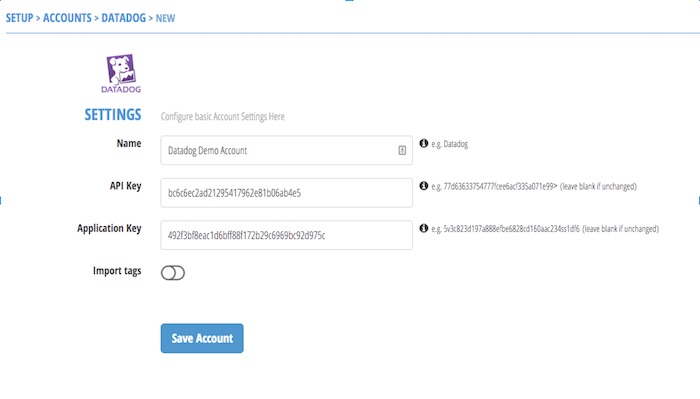 SETUP > ACCOUNTS > DATADOG > NEW
DATADOG
SETTINGS Configure basic Account Settings Here
Name Datadog Demo Account e.g. Datadog
API Key bc6c6ec2ad21295417962e81b06ab4e5 e.g. 77d63633754777fcee6acf335a071e99> (leave blank if unchanged)
Application Key 492f3bf8eac1d6bff88f172b29c6969bc92d975c e.g. 5v3c823d197a888efbe6828cd160aac234ss1df6 (leave blank if unchanged)
Import tags
Save Account